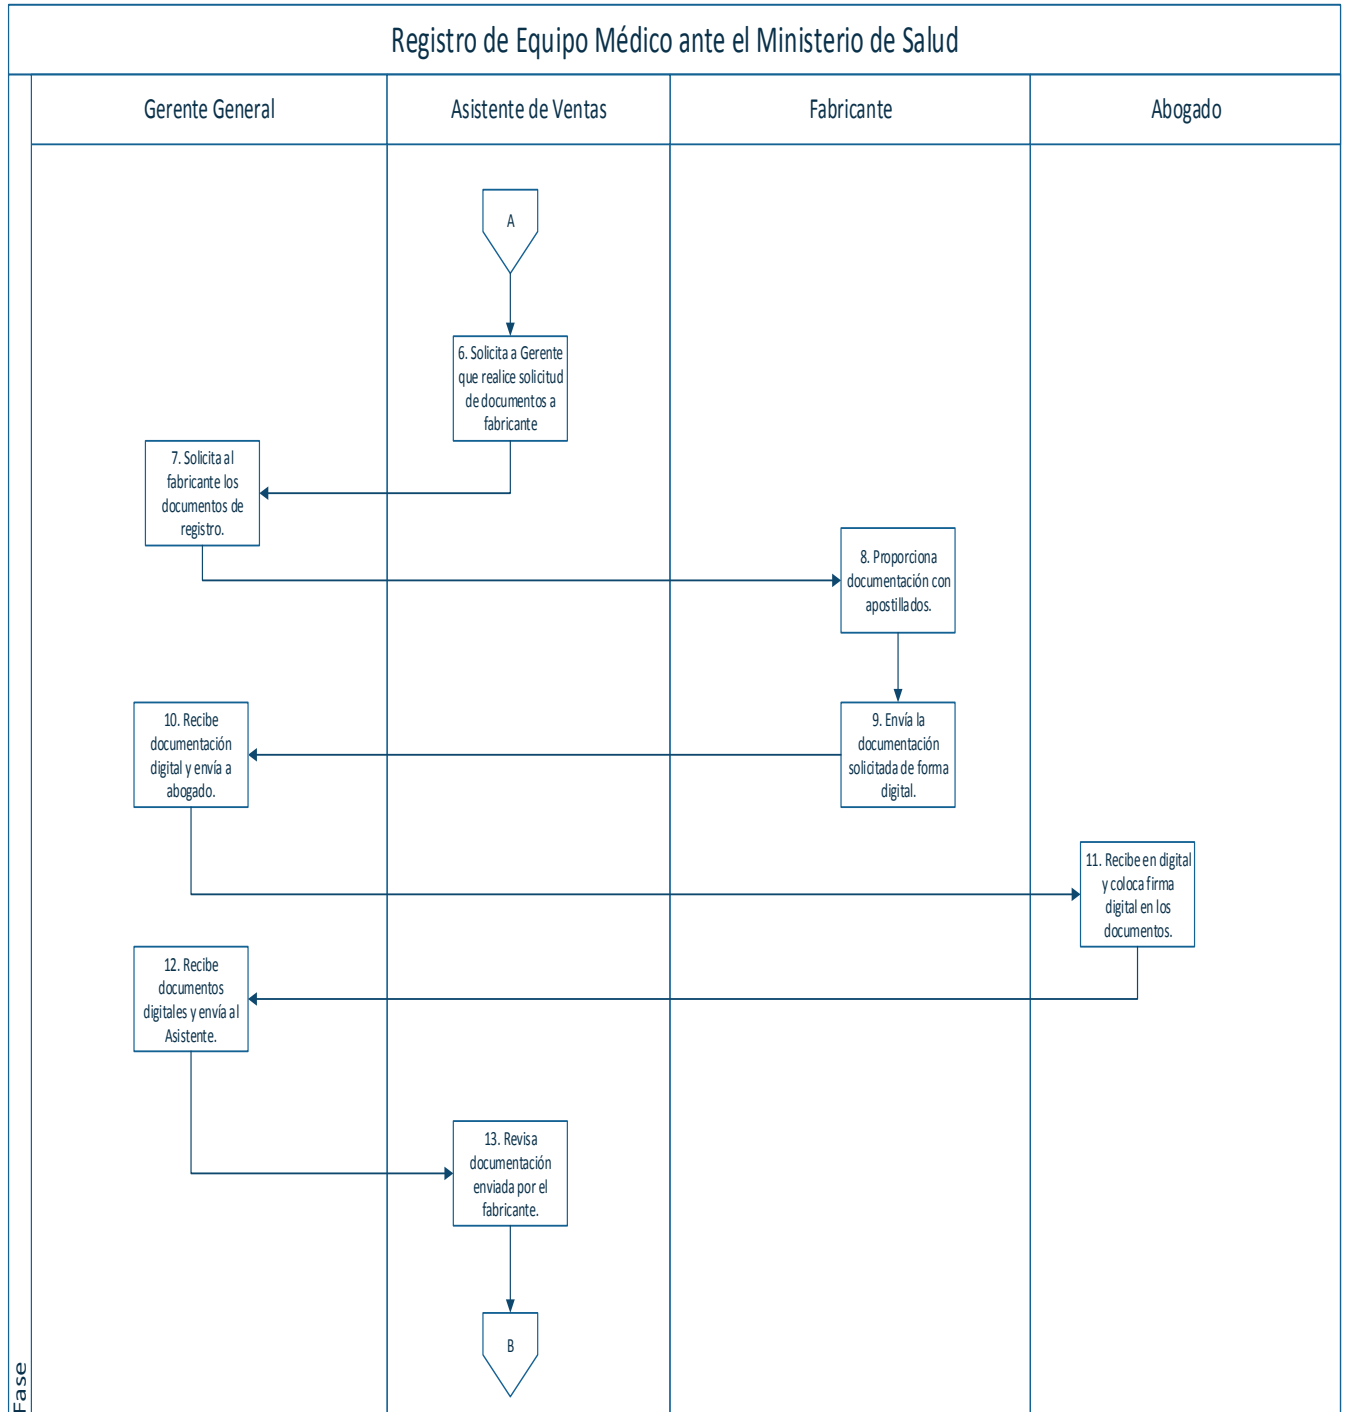 Registro de Equipo Médico ante el Ministerio de Salud
Gerente General
Asistente de Ventas
Fabricante
Abogado
A
6. Solicita a Gerente
que realice solicitud
de documentos a
fabricante
7. Solicita al
fabricante los
documentos de
registro.
8. Proporciona
documentación con
apostillados.
9. Envía la
documentación
solicitada de forma
digital.
10. Recibe
documentación
digital y envía a
abogado.
11. Recibe en digital
y coloca firma
digital en los
documentos.
12. Recibe
documentos
digitales y envía al
Asistente.
13. Revisa
documentación
enviada por el
fabricante.
B
Fase